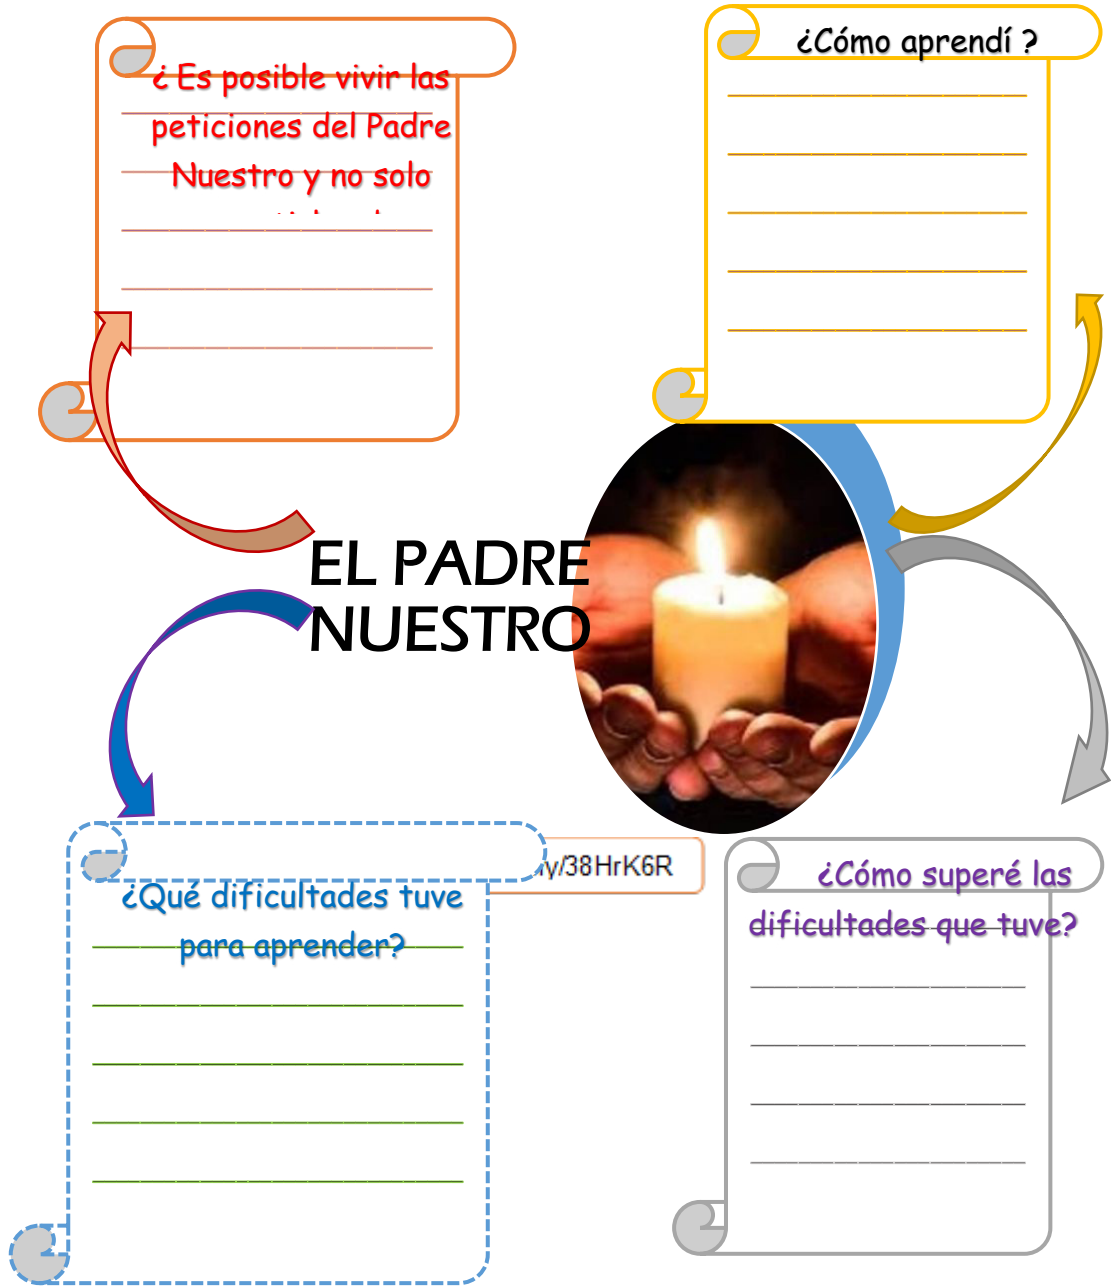 ¿ Es posible vivir las
peticiones del Padre
Nuestro y no solo
¿Cómo aprendí ?
EL PADRE
NUESTRO
ly/38HrK6R
¿Qué dificultades tuve
para aprender?
¿Cómo superé las
dificultades que tuve?